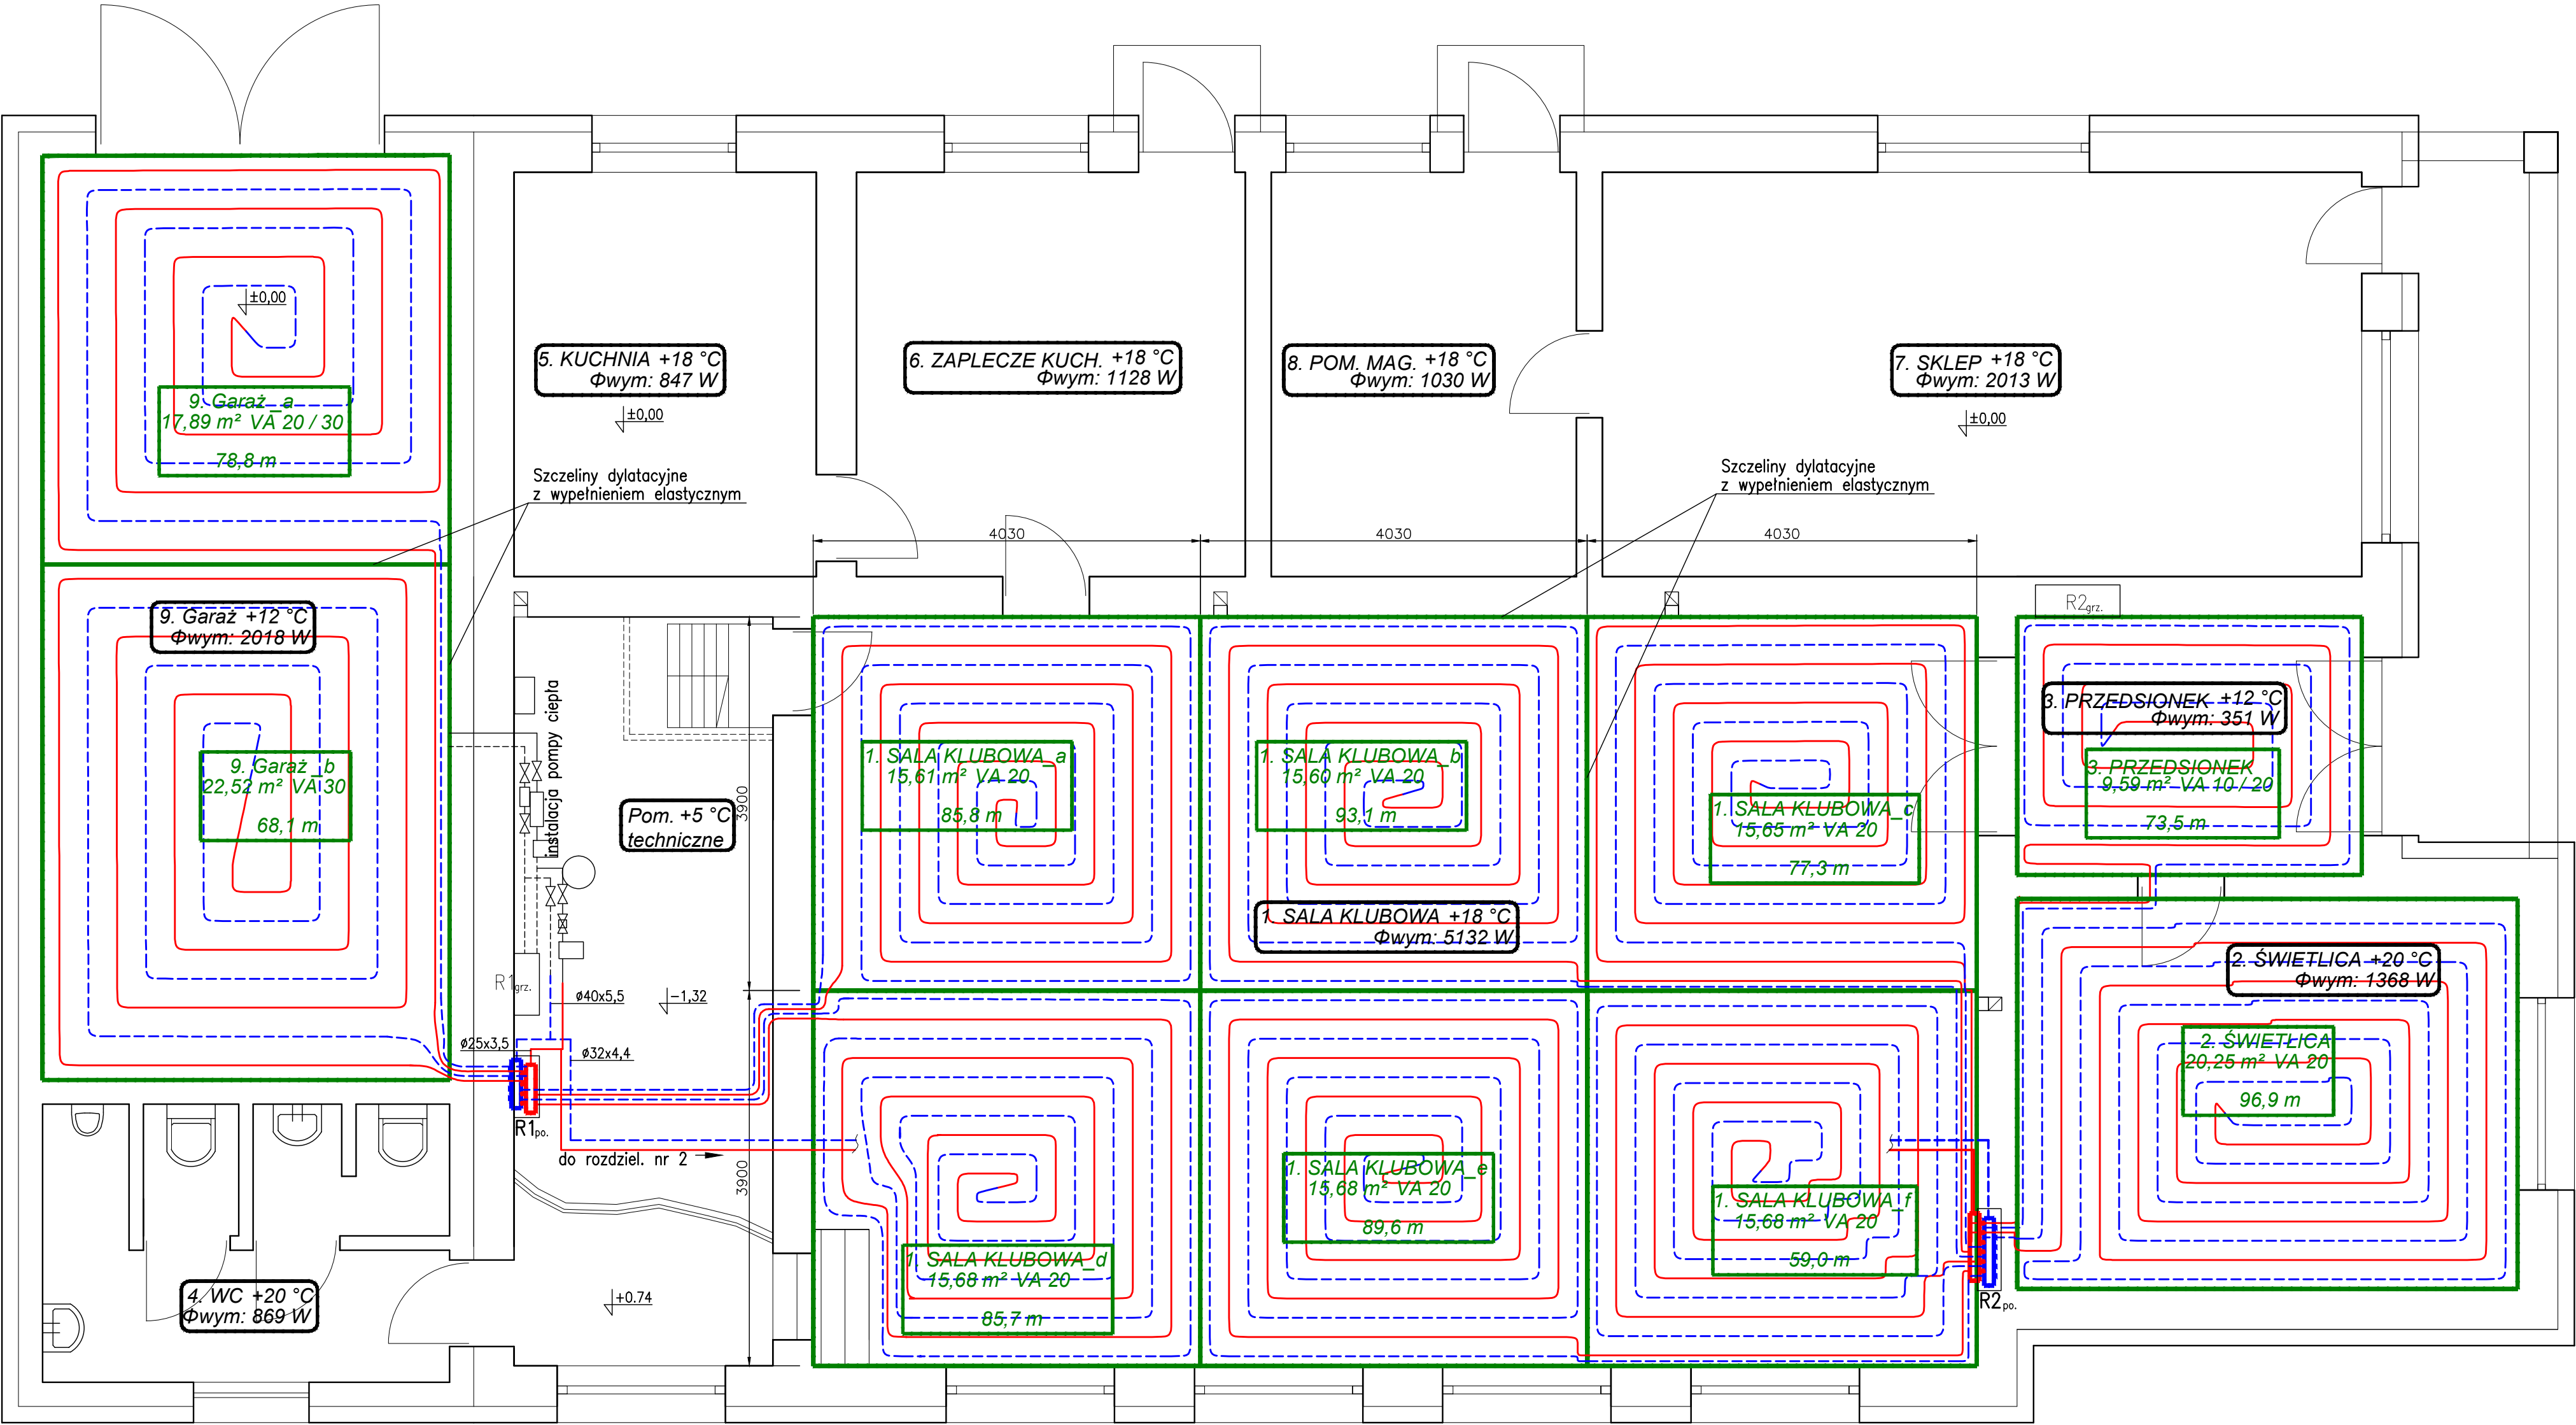 ±0,00
9. Garaż_a
17,89 m² VA 20 / 30
78,8 m
5. KUCHNIA +18 °C
Φwym: 847 W
±0,00
6. ZAPLECZE KUCH. +18 °C
Φwym: 1128 W
8. POM. MAG. +18 °C
Φwym: 1030 W
7. SKLEP +18 °C
Φwym: 2013 W
±0,00
Szczeliny dylatacyjne
z wypełnieniem elastycznym
Szczeliny dylatacyjne
z wypełnieniem elastycznym
4030
4030
4030
9. Garaż +12 °C
Φwym: 2018 W
9. Garaż_b
22,52 m² VA 30
68,1 m
instalacja pompy ciepła
3900
Pom. +5 °C
techniczne
R1grz.
ø40x5,5
-1,32
ø25x3,5
ø32x4,4
R1po.
do rozdziel. nr 2
3900
+0.74
4. WC +20 °C
Φwym: 869 W
1. SALA KLUBOWA_a
15,61 m² VA 20
85,8 m
1. SALA KLUBOWA_b
15,60 m² VA 20
93,1 m
1. SALA KLUBOWA_c
15,65 m² VA 20
77,3 m
1. SALA KLUBOWA +18 °C
Φwym: 5132 W
1. SALA KLUBOWA_d
15,68 m² VA 20
85,7 m
1. SALA KLUBOWA_e
15,68 m² VA 20
89,6 m
1. SALA KLUBOWA_f
15,68 m² VA 20
59,0 m
R2grz.
3. PRZEDSIONEK +12 °C
Φwym: 351 W
3. PRZEDSIONEK
9,59 m² VA 10 / 20
73,5 m
2. ŚWIETLICA +20 °C
Φwym: 1368 W
2. ŚWIETLICA
20,25 m² VA 20
96,9 m
R2po.